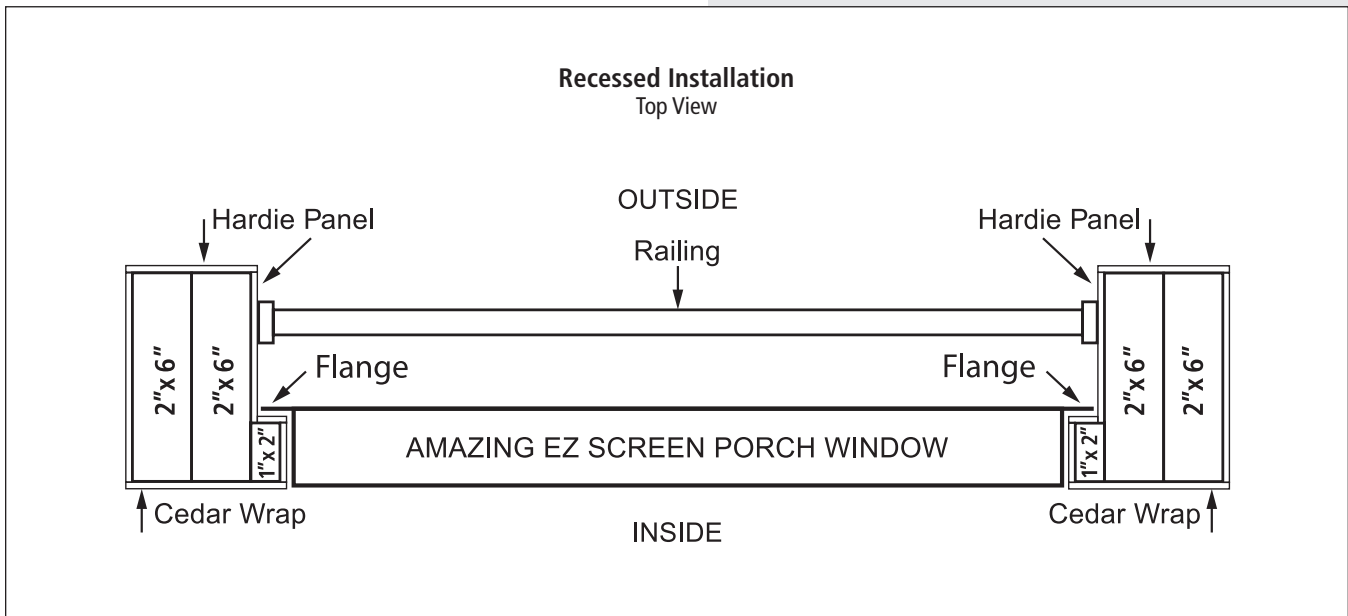 Recessed Installation
Top View
OUTSIDE
Hardie Panel
Hardie Panel
Railing
2"x 6"
2"x 6"
Flange
Flange
2"x 6"
2"x 6"
1"x 2"
AMAZING EZ SCREEN PORCH WINDOW
1"x 2"
Cedar Wrap
INSIDE
Cedar Wrap